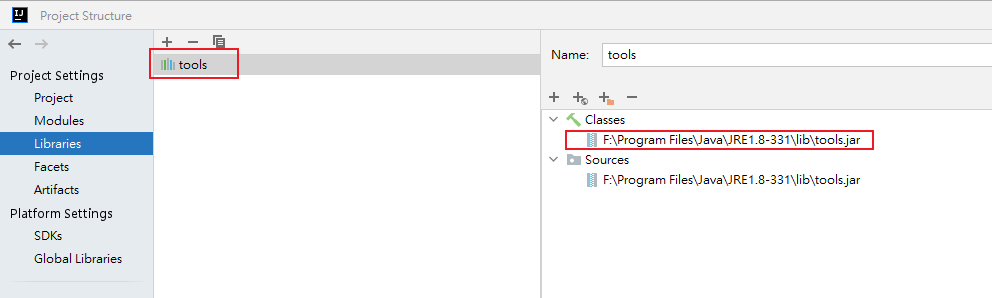 IJ Project Structure
Project Settings
Project
Modules
Libraries
Facets
Artifacts
Platform Settings
SDKs
Global Libraries
tools
Name: tools
Classes
F:\Program Files\Java\JRE1.8-331\lib\tools.jar
Sources
F:\Program Files\Java\JRE1.8-331\lib\tools.jar